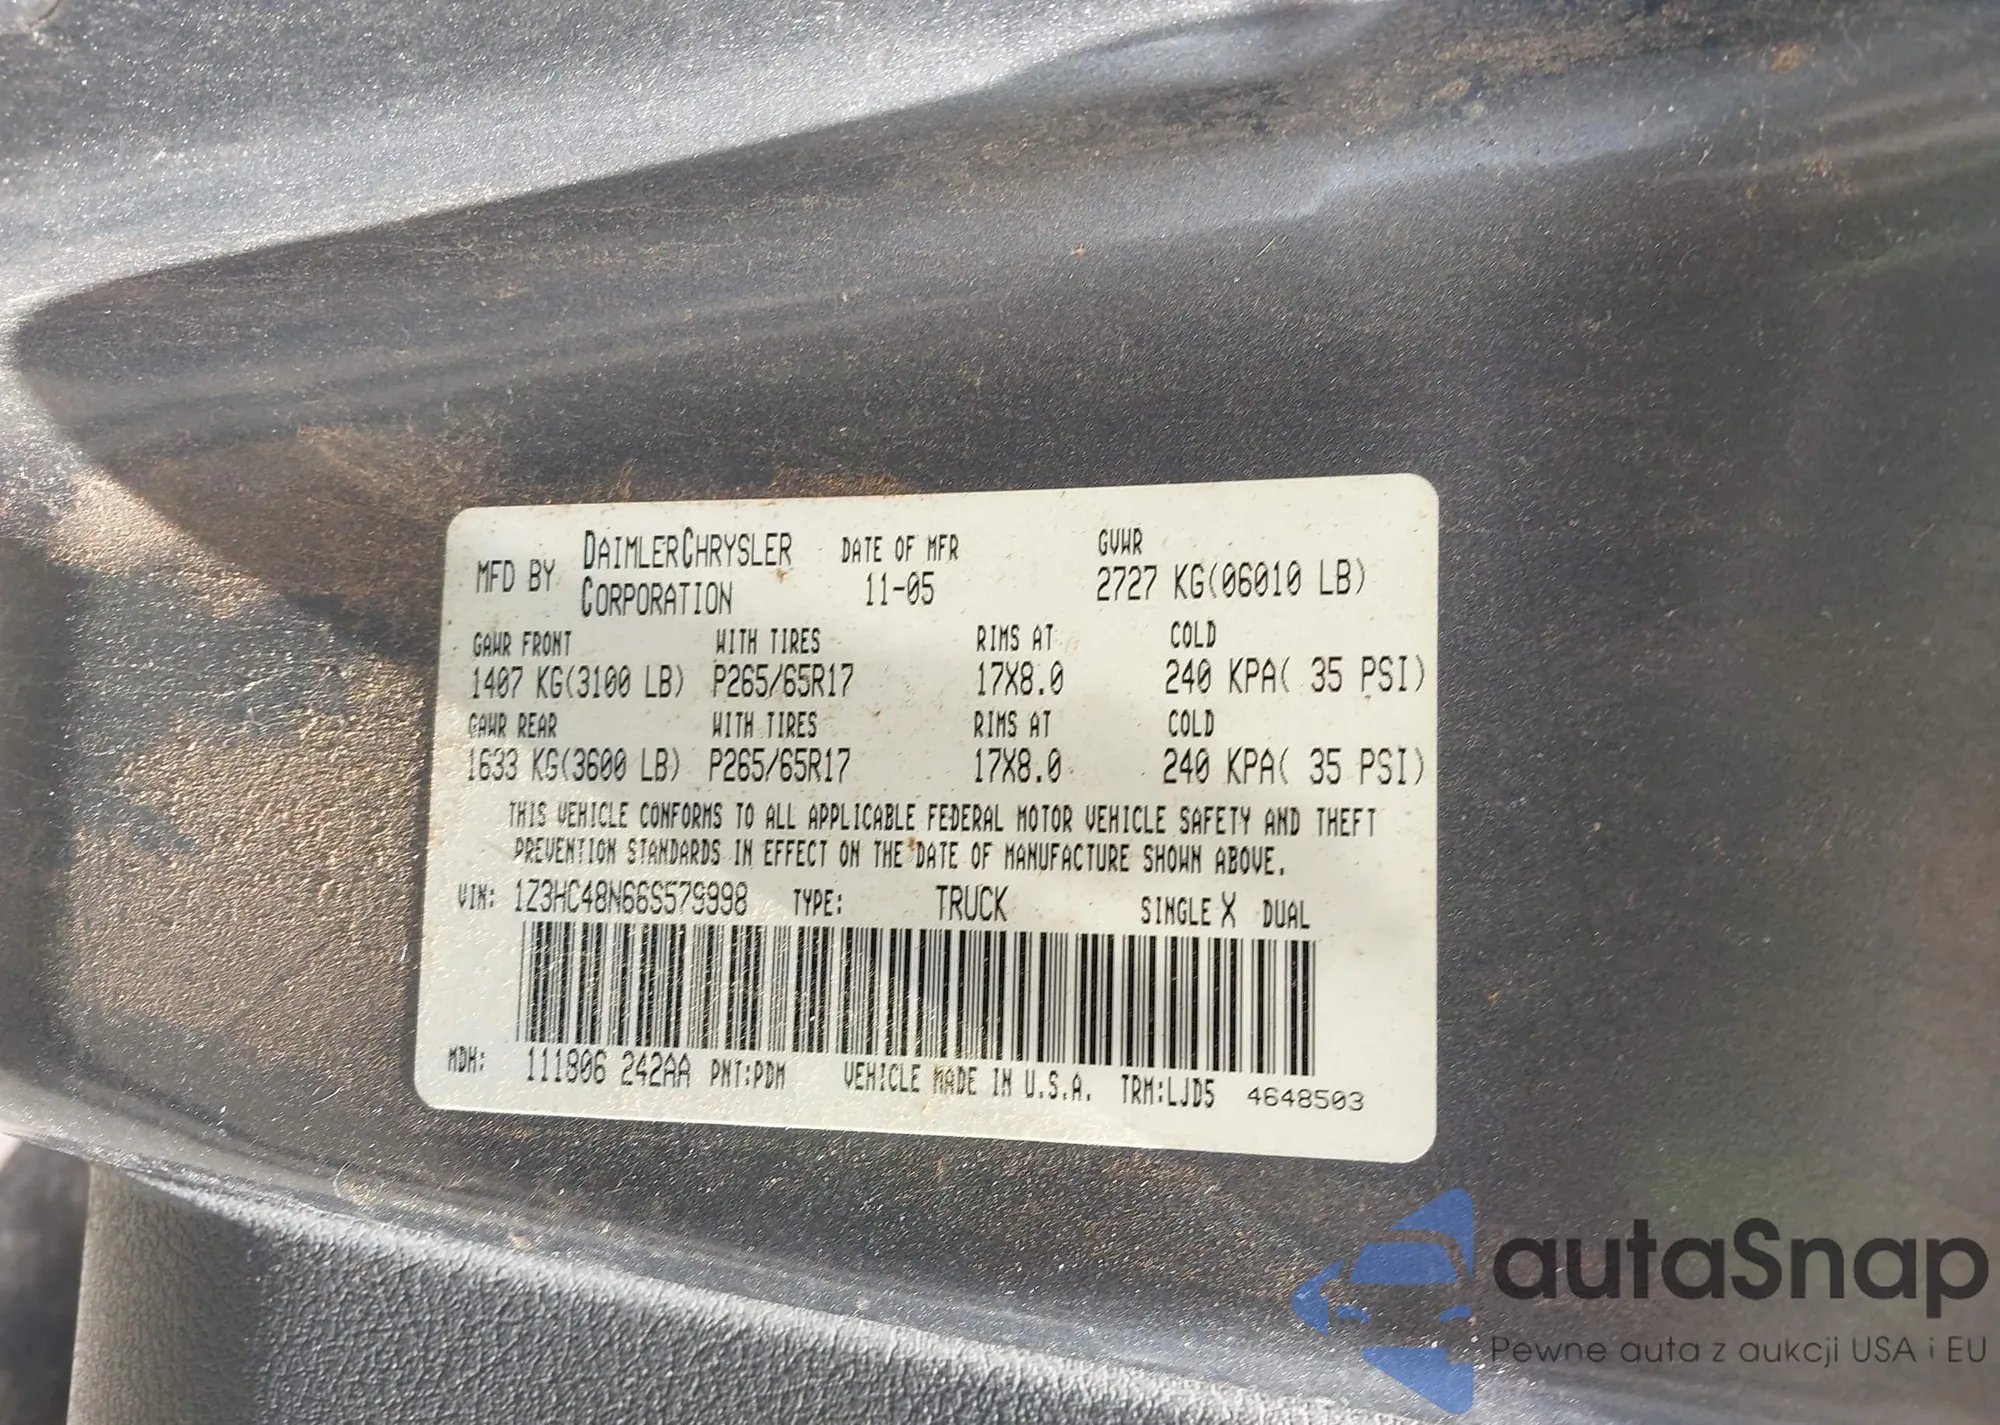 MFD BY DAIMLERCHRYSLER CORPORATION DATE OF MFR 11-05 GVWR 2727 KG(06010 LB)
GAWR FRONT WITH TIRES RIMS AT COLD
1407 KG(3100 LB) P265/65R17 17X8.0 240 KPA( 35 PSI)
GAWR REAR WITH TIRES RIMS AT COLD
1633 KG(3600 LB) P265/65R17 17X8.0 240 KPA( 35 PSI)
THIS VEHICLE CONFORMS TO ALL APPLICABLE FEDERAL MOTOR VEHICLE SAFETY AND THEFT
PREVENTION STANDARDS IN EFFECT ON THE DATE OF MANUFACTURE SHOWN ABOVE.
VIN: 1Z3HC48N66S579998 TYPE: TRUCK SINGLE X DUAL
MDH: 111806 242AA PNT:PDM VEHICLE MADE IN U.S.A. TRM:LJD5 4648503
autaSnap
Pewne auta z aukcji USA i EU